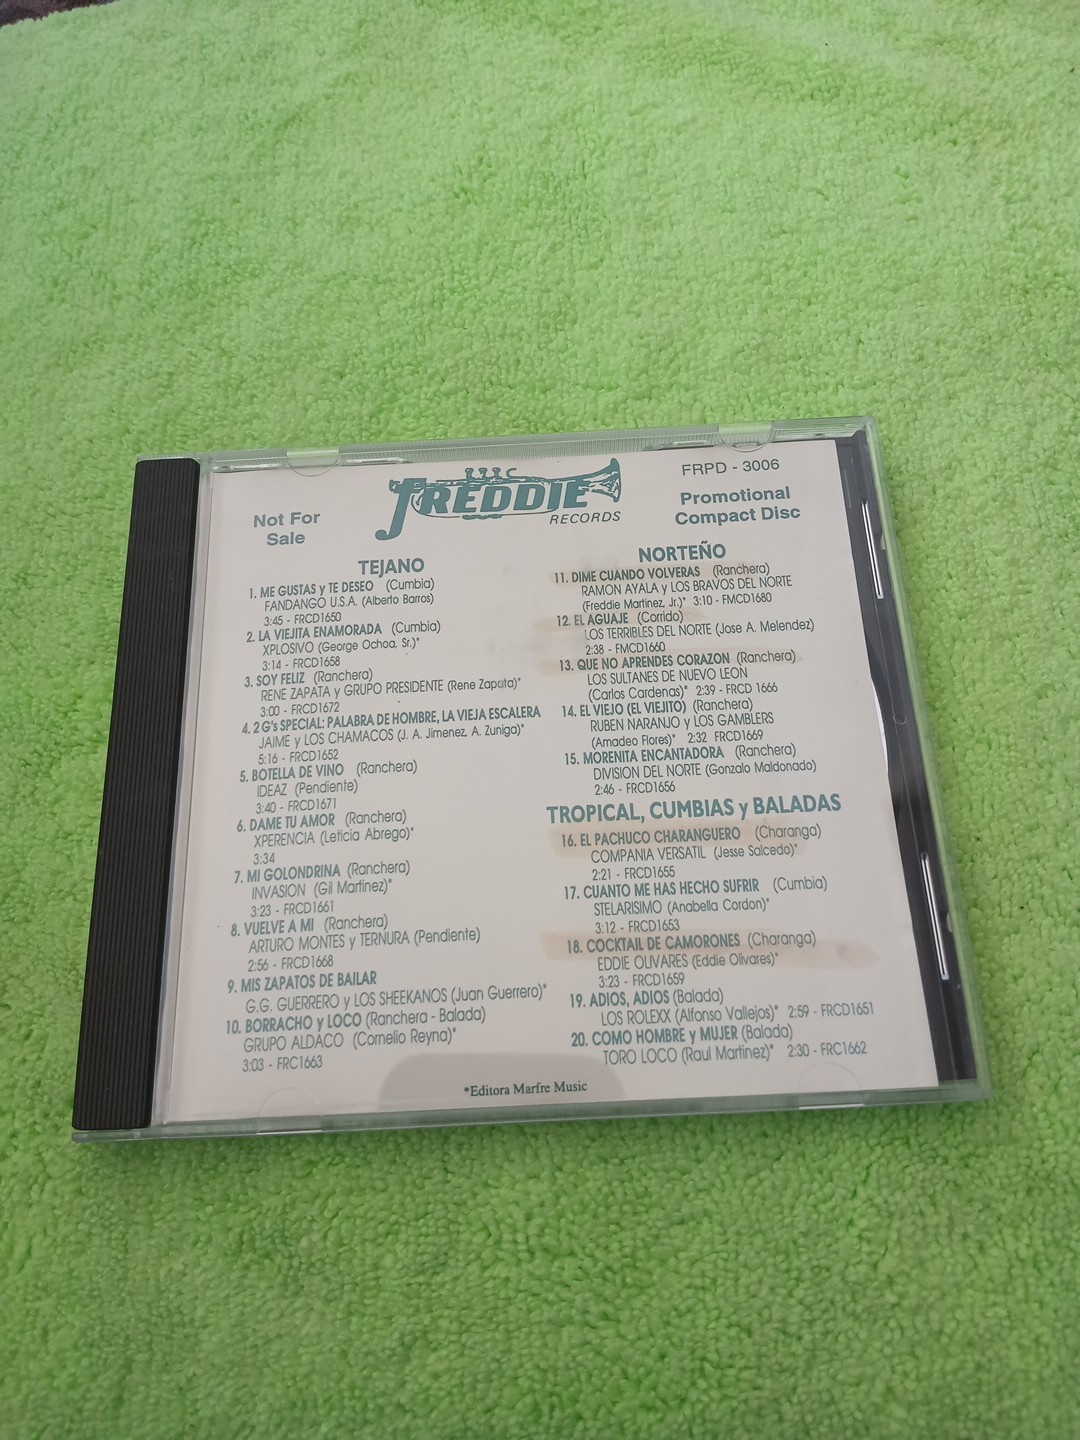 FREDDIE
RECORDS
FRPD - 3006
Not For
Sale
Promotional
Compact Disc
TEJANO
1. ME GUSTAS y TE DESEO (Cumbia)
FANDANGO U.S.A. (Alberto Barros)
3:45 - FRCD1650
2. LA VIEJITA ENAMORADA (Cumbia)
XPLOSIVO (George Ochoa, Sr.)*
3:14 - FRCD1658
3. SOY FELIZ (Ranchera)
RENE ZAPATA y GRUPO PRESIDENTE (Rene Zapata)*
3:00 - FRCD1672
4. 2 G's SPECIAL: PALABRA DE HOMBRE, LA VIEJA ESCALERA
JAIME y LOS CHAMACOS (J. A. Jimenez, A. Zuniga)*
5:16 - FRCD1652
5. BOTELLA DE VINO (Ranchera)
IDEAZ (Pendiente)
3:40 - FRCD1671
6. DAME TU AMOR (Ranchera)
XPERENCIA (Leticia Abrego)*
3:34
7. MI GOLONDRINA (Ranchera)
INVASION (Gil Martinez)*
3:23 - FRCD1661
8. VUELVE A MI (Ranchera)
ARTURO MONTES y TERNURA (Pendiente)
2:56 - FRCD1668
9. MIS ZAPATOS DE BAILAR
G.G. GUERRERO y LOS SHEEKANOS (Juan Guerrero)*
10. BORRACHO y LOCO (Ranchera - Balada)
GRUPO ALDACO (Cornelio Reyna)*
3:03 - FRC1663
NORTEÑO
11. DIME CUANDO VOLVERAS (Ranchera)
RAMON AYALA y LOS BRAVOS DEL NORTE
(Freddie Martinez, Jr.)* 3:10 - FMCD1680
12. EL AGUAJE (Corrido)
LOS TERRIBLES DEL NORTE (Jose A. Melendez)
2:38 - FMCD1660
13. QUE NO APRENDES CORAZON (Ranchera)
LOS SULTANES DE NUEVO LEON
(Carlos Cardenas)* 2:39 - FRCD 1666
14. EL VIEJO (EL VIEJITO) (Ranchera)
RUBEN NARANJO y LOS GAMBLERS
(Amadeo Flores)* 2:32 FRCD1669
15. MORENITA ENCANTADORA (Ranchera)
DIVISION DEL NORTE (Gonzalo Maldonado)
2:46 - FRCD1656
TROPICAL, CUMBIAS y BALADAS
16. EL PACHUCO CHARANGUERO (Charanga)
COMPANIA VERSATIL (Jesse Salcedo)*
2:21 - FRCD1655
17. CUANTO ME HAS HECHO SUFRIR (Cumbia)
STELARISIMO (Anabella Cordon)*
3:12 - FRCD1653
18. COCKTAIL DE CAMORONES (Charanga)
EDDIE OLIVARES (Eddie Olivares)*
3:23 - FRCD1659
19. ADIOS, ADIOS (Balada)
LOS ROLEXX (Alfonso Vallejos)* 2:59 - FRCD1651
20. COMO HOMBRE y MUJER (Balada)
TORO LOCO (Raul Martinez)* 2:30 - FRC1662
*Editora Marfre Music